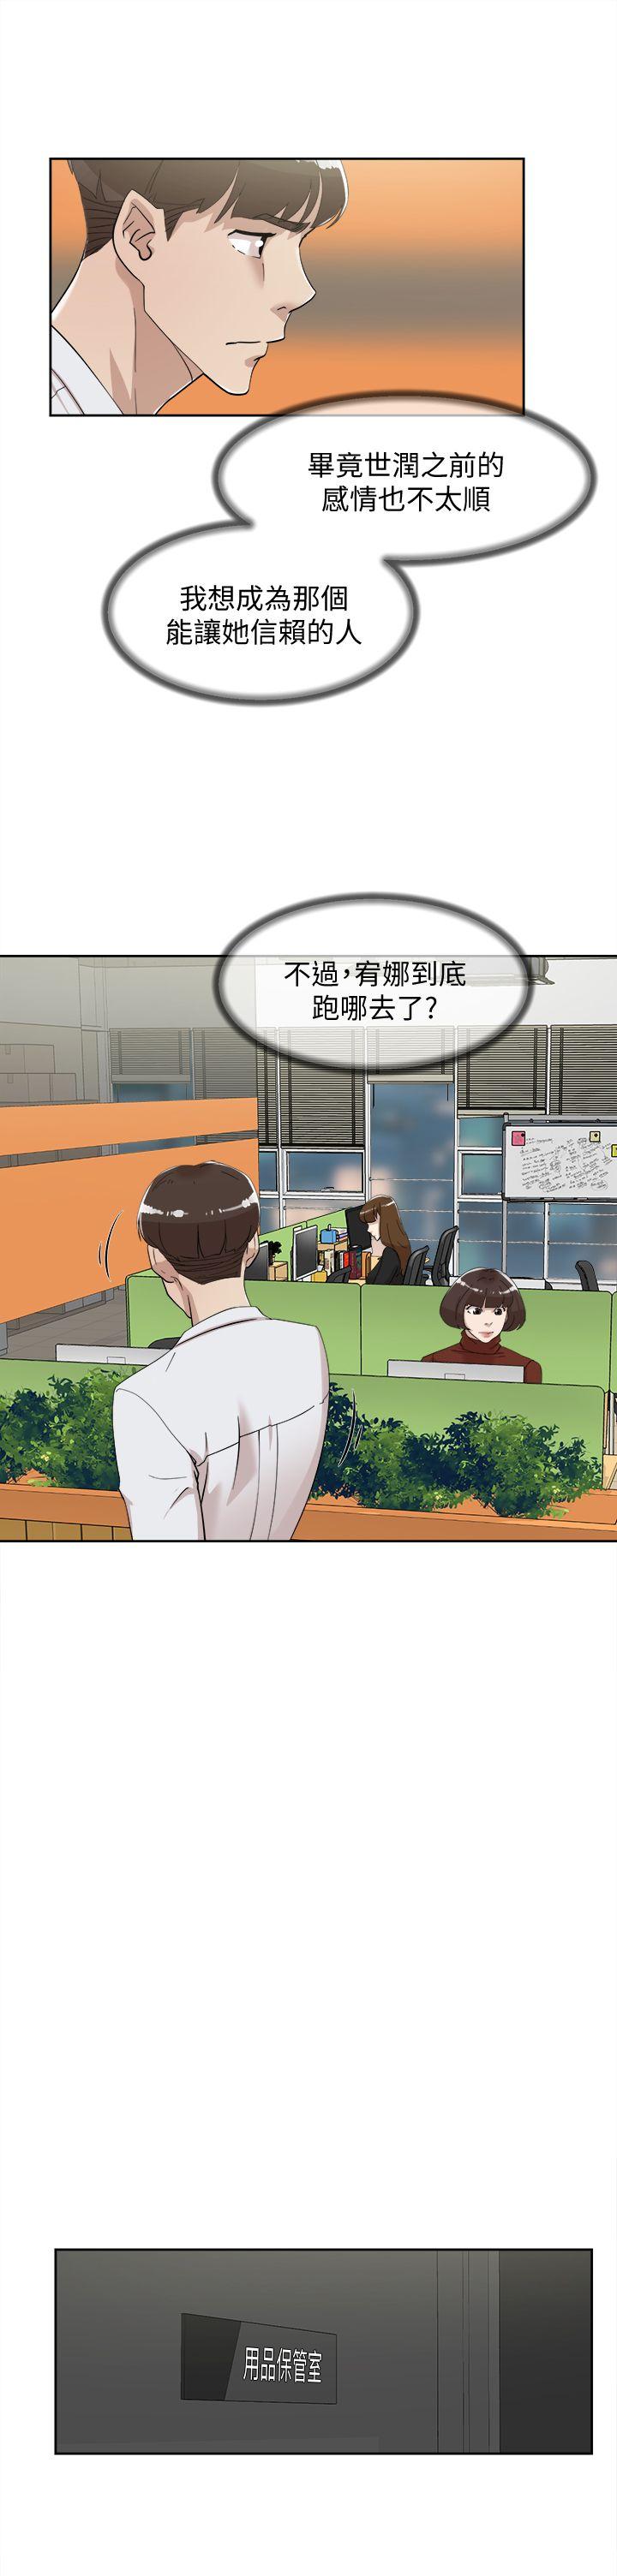 畢竟世潤之前的
感情也不太順
我想成為那個
能讓她信賴的人
不過，宥娜到底
跑哪去了？
用品保管室